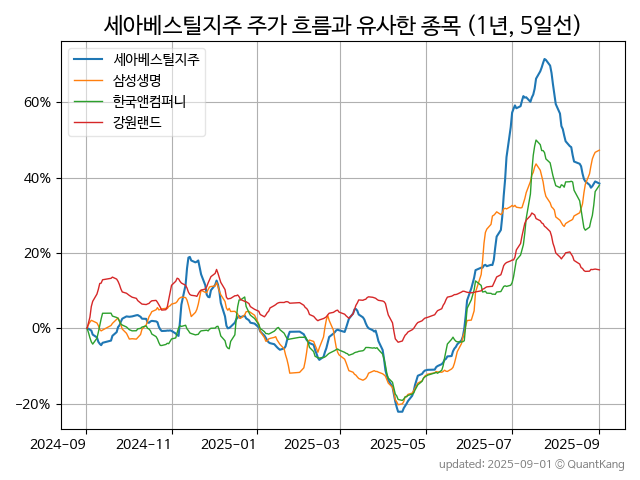 세아베스틸지주 주가 흐름과 유사한 종목 (1년, 5일선)
세아베스틸지주
삼성생명
한국앤컴퍼니
강원랜드
60%
40%
20%
0%
−20%
2024-09 2024-11 2025-01 2025-03 2025-05 2025-07 2025-09
updated: 2025-09-01 © QuantKang